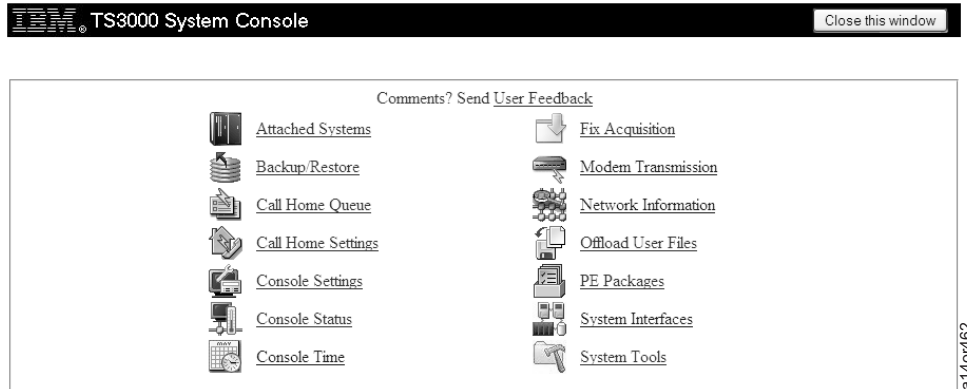 IBM® TS3000 System Console
Close this window
Comments? Send User Feedback
Attached Systems
Fix Acquisition
Backup/Restore
Modem Transmission
Call Home Queue
Network Information
Call Home Settings
Offload User Files
Console Settings
PE Packages
Console Status
System Interfaces
MAY
Console Time
System Tools
a14or462